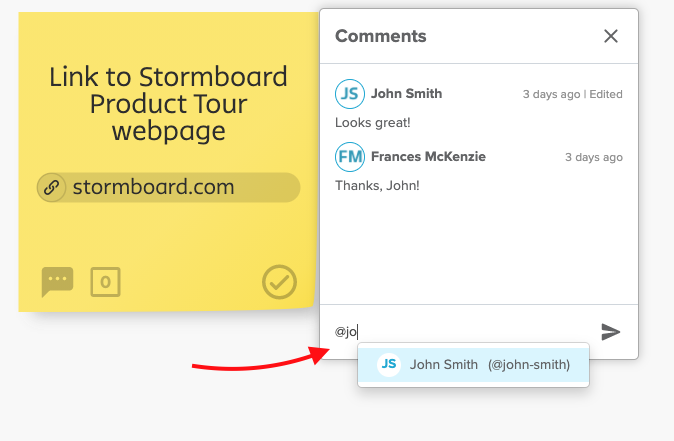 Link to Stormboard
Product Tour
webpage
stormboard.com
0
Comments
JS John Smith 3 days ago | Edited
Looks great!
FM Frances McKenzie 3 days ago
Thanks, John!
@jo
JS John Smith (@john-smith)